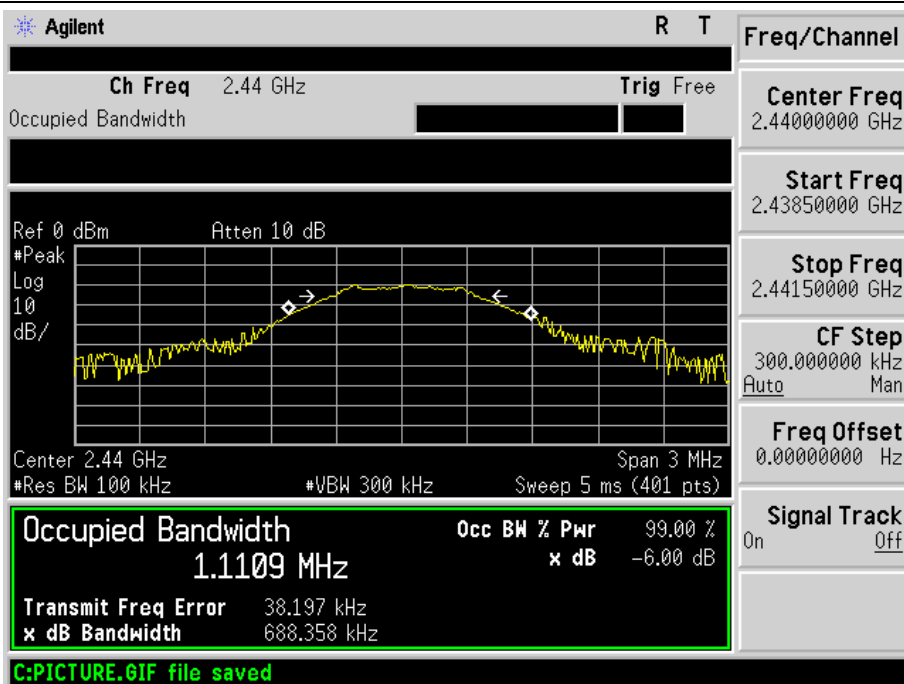 Agilent R T
Ch Freq 2.44 GHz Trig Free
Occupied Bandwidth
Ref 0 dBm Atten 10 dB
#Peak
Log
10
dB/
Center 2.44 GHz Span 3 MHz
#Res BW 100 kHz #VBW 300 kHz Sweep 5 ms (401 pts)
Occupied Bandwidth
1.1109 MHz
Occ BW % Pwr 99.00 %
x dB -6.00 dB
Transmit Freq Error 38.197 kHz
x dB Bandwidth 688.358 kHz
C:PICTURE.GIF file saved
Freq/Channel
Center Freq
2.44000000 GHz
Start Freq
2.43850000 GHz
Stop Freq
2.44150000 GHz
CF Step
300.000000 kHz
Auto Man
Freq Offset
0.00000000 Hz
Signal Track
On Off